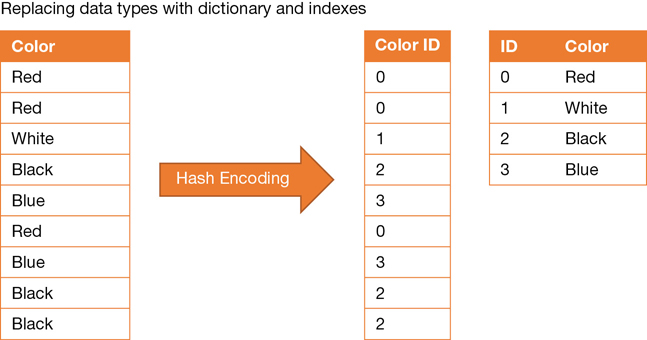 Replacing data types with dictionary and indexes
Color
Red
Red
White
Black
Blue
Red
Blue
Black
Black
Hash Encoding
Color ID
0
0
1
2
3
0
3
2
2
ID Color
0 Red
1 White
2 Black
3 Blue